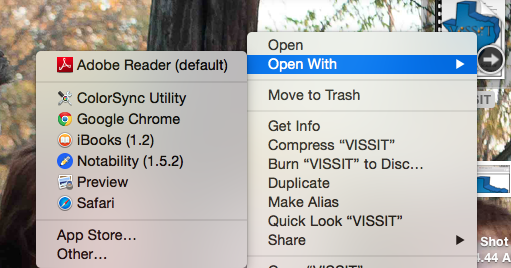 Open
Open With
Move to Trash
Get Info
Compress “VISSIT”
Burn “VISSIT” to Disc…
Duplicate
Make Alias
Quick Look “VISSIT”
Share
Adobe Reader (default)
ColorSync Utility
Google Chrome
iBooks (1.2)
Notability (1.5.2)
Preview
Safari
App Store…
Other…
SIT
Shot
4.44 A